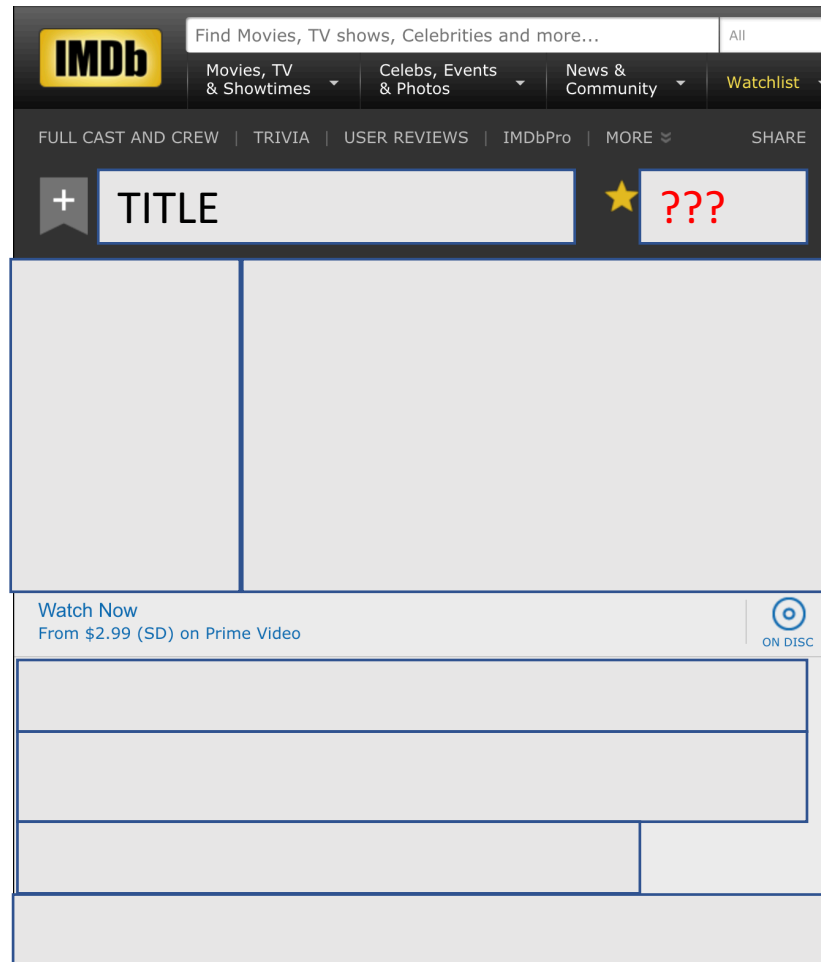 IMDb
Find Movies, TV shows, Celebrities and more...
All
Movies, TV
& Showtimes
Celebs, Events
& Photos
News &
Community
Watchlist
FULL CAST AND CREW | TRIVIA | USER REVIEWS | IMDbPro | MORE
SHARE
+
TITLE
???
Watch Now
From $2.99 (SD) on Prime Video
ON DISC